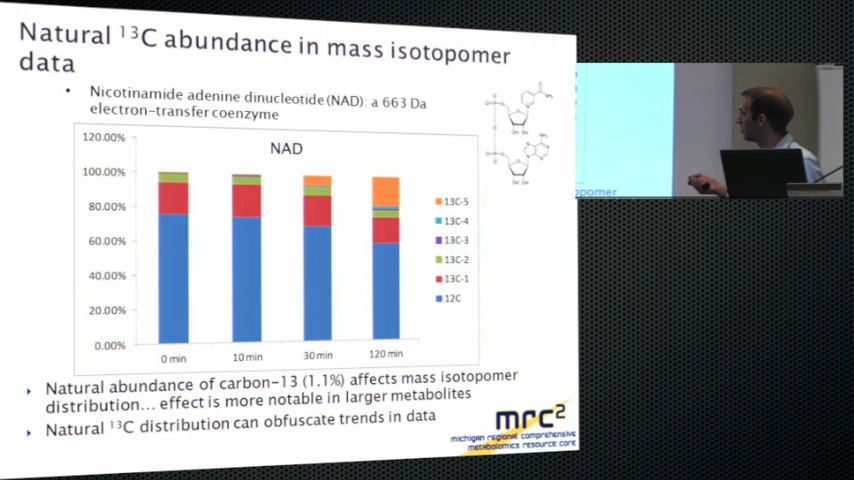 Natural ¹³C abundance in mass isotopomer
data
• Nicotinamide adenine dinucleotide (NAD): a 663 Da
electron-transfer coenzyme
NAD
120.00%
100.00%
80.00%
60.00%
40.00%
20.00%
0.00%
0 min
10 min
30 min
120 min
13C-5
13C-4
13C-3
13C-2
13C-1
12C
Natural abundance of carbon-13 (1.1%) affects mass isotopomer
distribution… effect is more notable in larger metabolites
Natural ¹³C distribution can obfuscate trends in data
mrc²
michigan regional comprehensive
metabolomics resource core
opomer